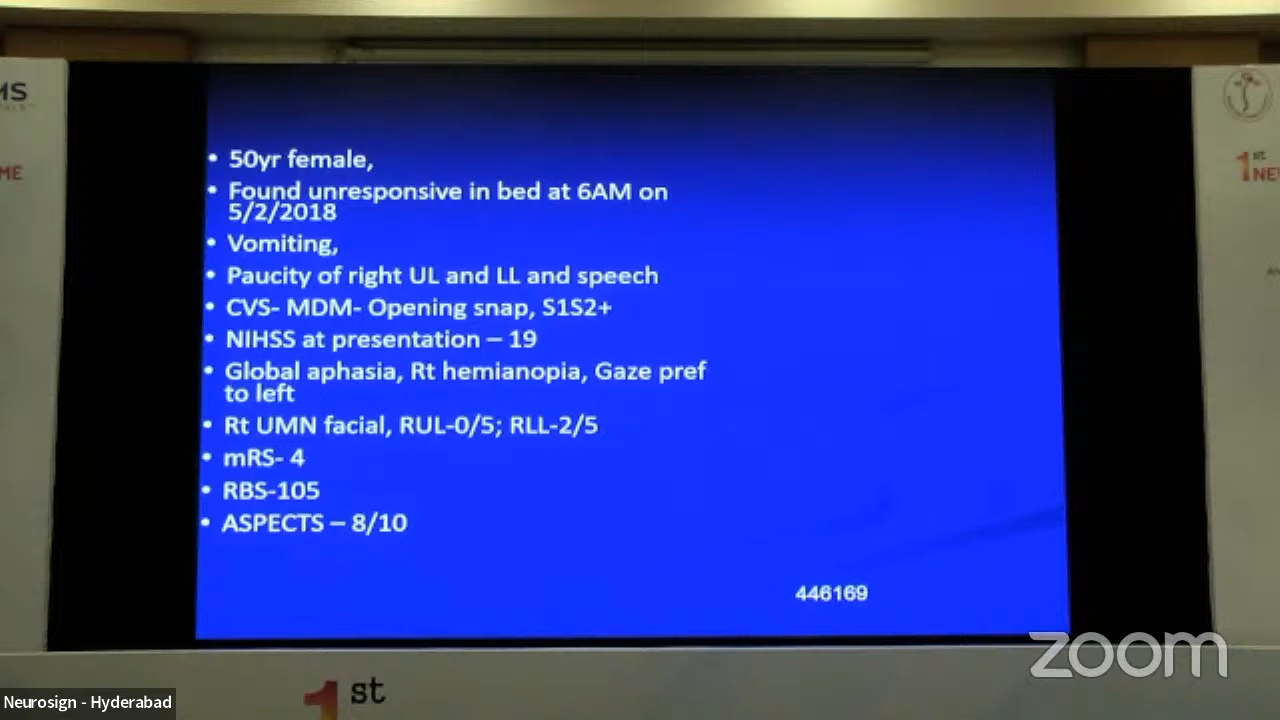 MS
ME
• 50yr female,
• Found unresponsive in bed at 6AM on
5/2/2018
• Vomiting,
• Paucity of right UL and LL and speech
• CVS- MDM- Opening snap, S1S2+
• NIHSS at presentation – 19
• Global aphasia, Rt hemianopia, Gaze pref
to left
• Rt UMN facial, RUL-0/5; RLL-2/5
• mRS- 4
• RBS-105
• ASPECTS – 8/10
446169
1st
NEU
1st
zoom
Neurosign - Hyderabad